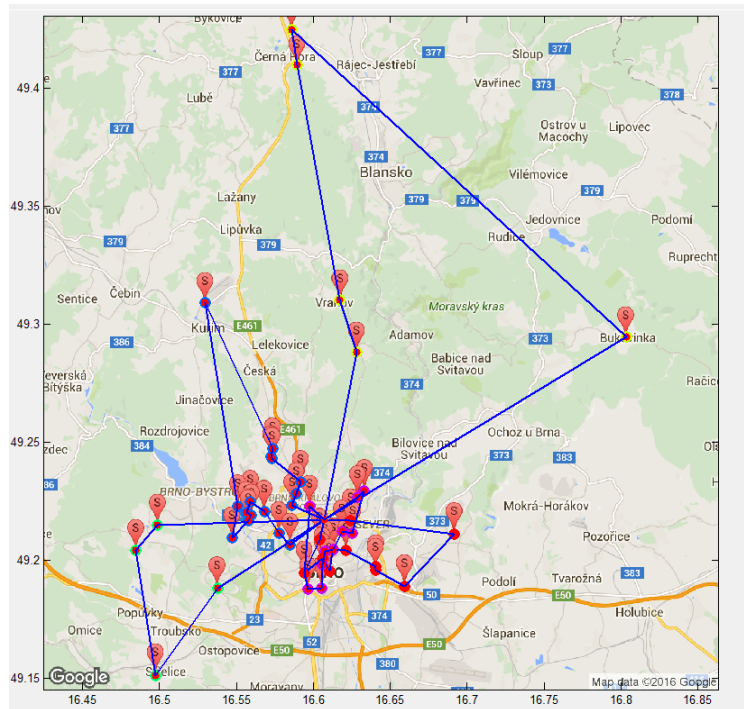 Bykovice
Černá Hora
377
Rájec-Jestřebí
377
Sloup
373
Vavřinec
378
49.4
Lubě
374
Ostrov u
Macochy
Lipovec
377
374
Blansko
Vilémovice
379
379
49.35
Lažany
379
Jedovnice
Podomí
Lipůvka
379
379
Rudice
Ruprecht
Sentice
Čebín
Vranov
Moravský kras
49.3
Kuřim
E461
Adamov
373
Bukovinka
386
Lelekovice
Babice nad
Svitavou
Česká
374
Račice
Jinačovice
49.25
E461
Rozdrojovice
384
Bílovice nad
Svitavou
Ochoz u Brna
373
383
374
BRNO-BYSTR
Mokrá-Horákov
373
42
383
49.2
Podolí
Tvarožná
50
E50
Popůvky
Troubsko
23
374
Holubice
Omice
52
Šlapanice
Ostopovice
E50
E50
380
Střelice
Moravany
49.15
Google
Map data ©2016 Google
16.45
16.5
16.55
16.6
16.65
16.7
16.75
16.8
16.85